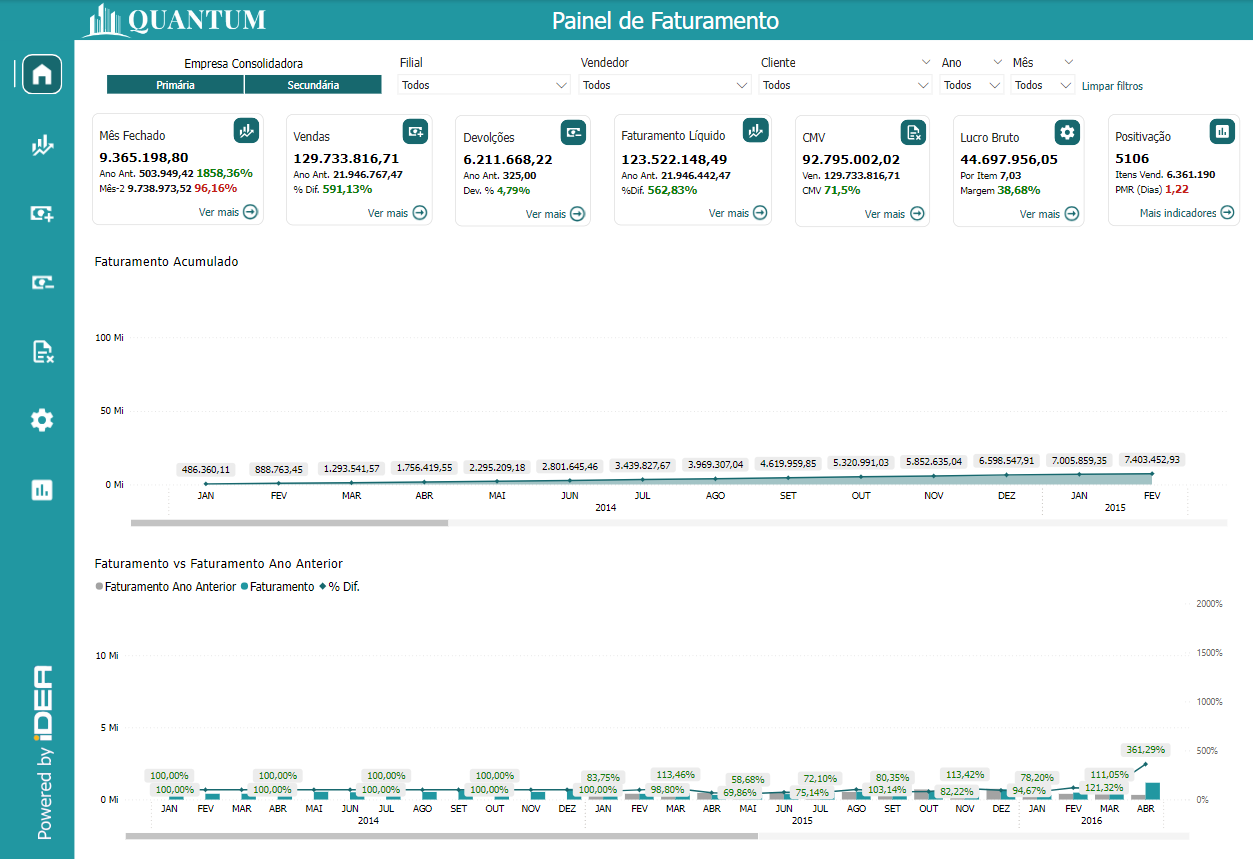 QUANTUM
Painel de Faturamento
Empresa Consolidadora
Primária
Secundária
Filial
Todos
Vendedor
Todos
Cliente
Todos
Ano
Todos
Mês
Todos
Limpar filtros
Mês Fechado
9.365.198,80
Ano Ant. 503.949,42 1858,36%
Mês-2 9.738.973,52 96,16%
Ver mais
Vendas
129.733.816,71
Ano Ant. 21.946.767,47
% Dif. 591,13%
Ver mais
Devolções
6.211.668,22
Ano Ant. 325,00
Dev. % 4,79%
Ver mais
Faturamento Líquido
123.522.148,49
Ano Ant. 21.946.442,47
%Dif. 562,83%
Ver mais
CMV
92.795.002,02
Ven. 129.733.816,71
CMV 71,5%
Ver mais
Lucro Bruto
44.697.956,05
Por Item 7,03
Margem 38,68%
Ver mais
Positivação
5106
Itens Vend. 6.361.190
PMR (Dias) 1,22
Mais indicadores
Faturamento Acumulado
100 Mi
50 Mi
0 Mi
486.360,11 888.763,45 1.293.541,57 1.756.419,55 2.295.209,18 2.801.645,46 3.439.827,67 3.969.307,04 4.619.959,85 5.320.991,03 5.852.635,04 6.598.547,91 7.005.859,35 7.403.452,93
JAN FEV MAR ABR MAI JUN JUL AGO SET OUT NOV DEZ JAN FEV
2014 2015
Faturamento vs Faturamento Ano Anterior
Faturamento Ano Anterior Faturamento % Dif.
2000%
1500%
1000%
500%
0%
10 Mi
5 Mi
0 Mi
100,00% 100,00% 100,00% 100,00% 83,75% 113,46% 58,68% 72,10% 80,35% 113,42% 78,20% 111,05% 361,29%
100,00% 100,00% 100,00% 100,00% 100,00% 98,80% 69,86% 75,14% 103,14% 82,22% 94,67% 121,32%
JAN FEV MAR ABR MAI JUN JUL AGO SET OUT NOV DEZ JAN FEV MAR ABR MAI JUN JUL AGO SET OUT NOV DEZ JAN FEV MAR ABR
2014 2015 2016
Powered by iDEA